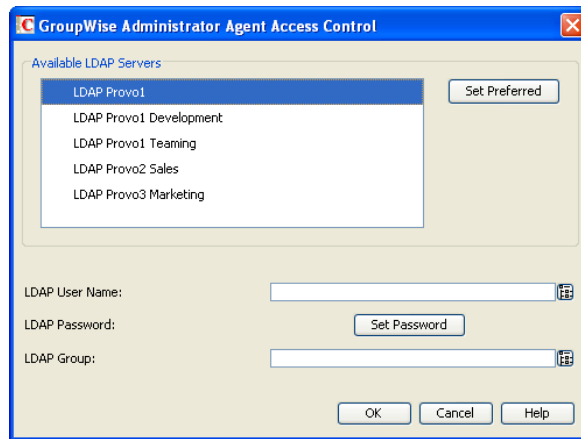 GroupWise Administrator Agent Access Control
Available LDAP Servers
LDAP Provo1
Set Preferred
LDAP Provo1 Development
LDAP Provo1 Teaming
LDAP Provo2 Sales
LDAP Provo3 Marketing
LDAP User Name:
LDAP Password:
Set Password
LDAP Group:
OK
Cancel
Help